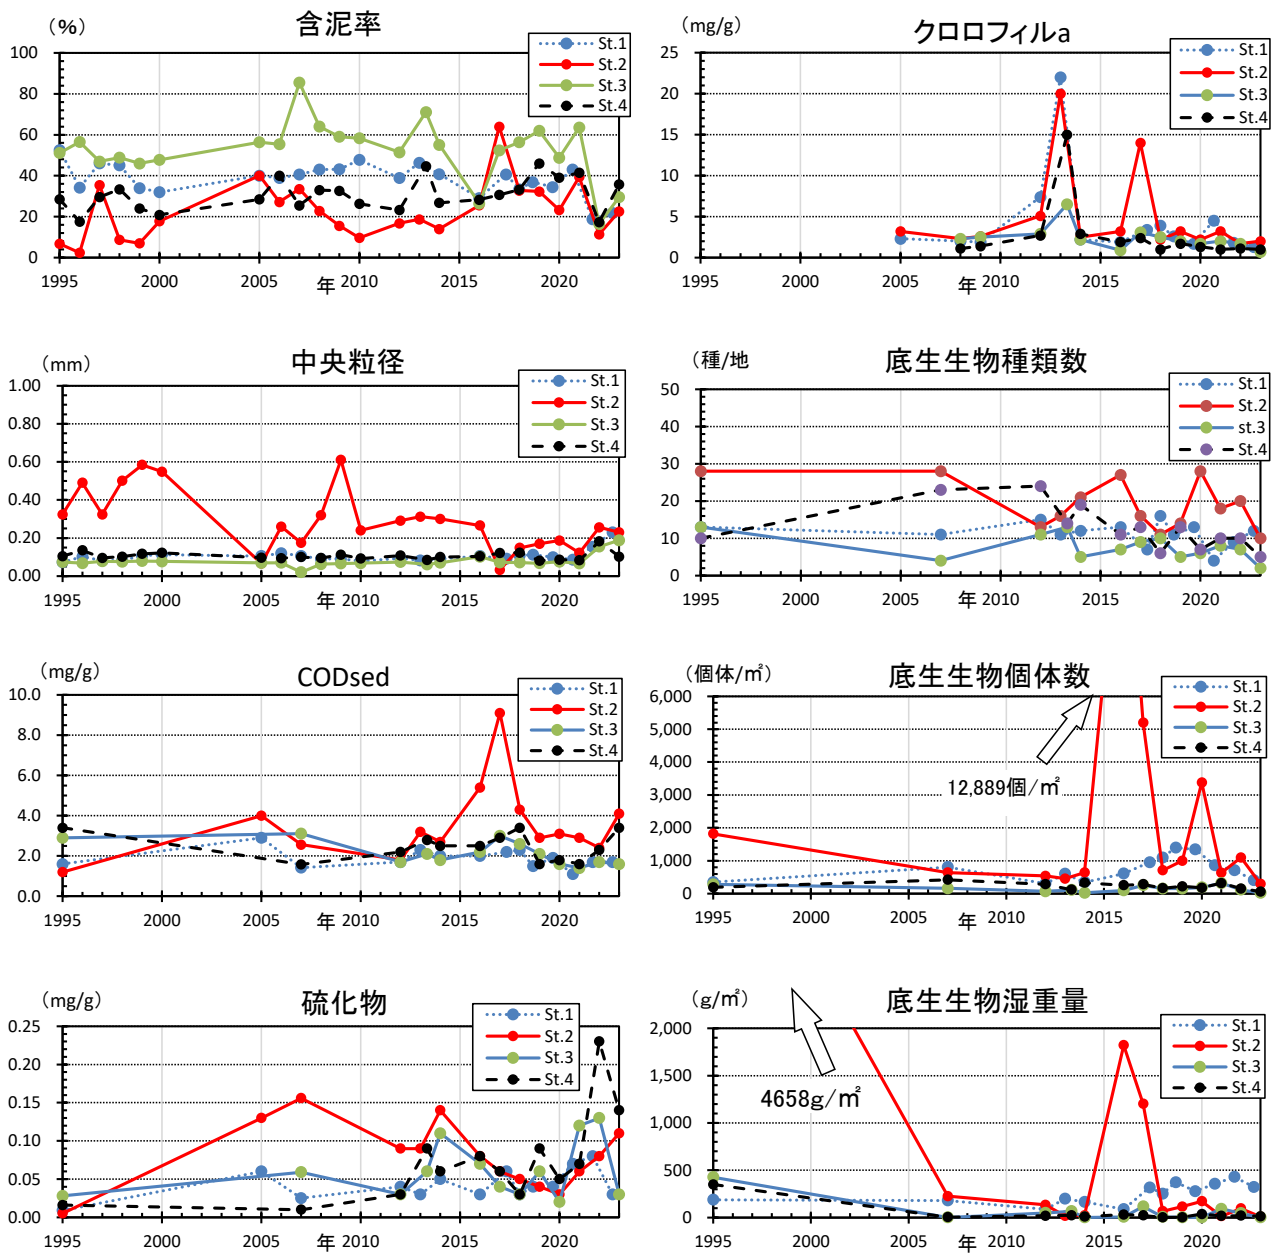 含泥率
（%）
100
80
60
40
20
0
1995
2000
2005
2010
2015
2020
年
St.1
St.2
St.3
St.4
クロロフィルa
（mg/g）
25
20
15
10
5
0
1995
2000
2005
2010
2015
2020
年
St.1
St.2
St.3
St.4
中央粒径
（mm）
1.00
0.80
0.60
0.40
0.20
0.00
1995
2000
2005
2010
2015
2020
年
St.1
St.2
St.3
St.4
底生生物種類数
（種/地
50
40
30
20
10
0
1995
2000
2005
2010
2015
2020
年
St.1
St.2
st.3
St.4
CODsed
（mg/g）
10.0
8.0
6.0
4.0
2.0
0.0
1995
2000
2005
2010
2015
2020
年
St.1
St.2
St.3
St.4
底生生物個体数
（個体/㎡）
6,000
5,000
4,000
3,000
2,000
1,000
0
1995
2000
2005
2010
2015
2020
年
St.1
St.2
St.3
St.4
12,889個/㎡
硫化物
（mg/g）
0.25
0.20
0.15
0.10
0.05
0.00
1995
2000
2005
2010
2015
2020
年
St.1
St.2
St.3
St.4
底生生物湿重量
（g/㎡）
2,000
1,500
1,000
500
0
1995
2000
2005
2010
2015
2020
年
St.1
St.2
St.3
St.4
4658g/㎡